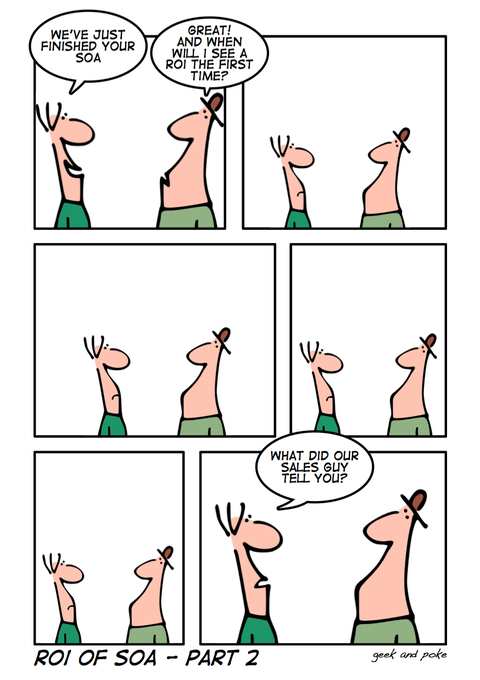 WE'VE JUST
FINISHED YOUR
SOA
GREAT!
AND WHEN
WILL I SEE A
ROI THE FIRST
TIME?
WHAT DID OUR
SALES GUY
TELL YOU?
ROI OF SOA - PART 2
geek and poke